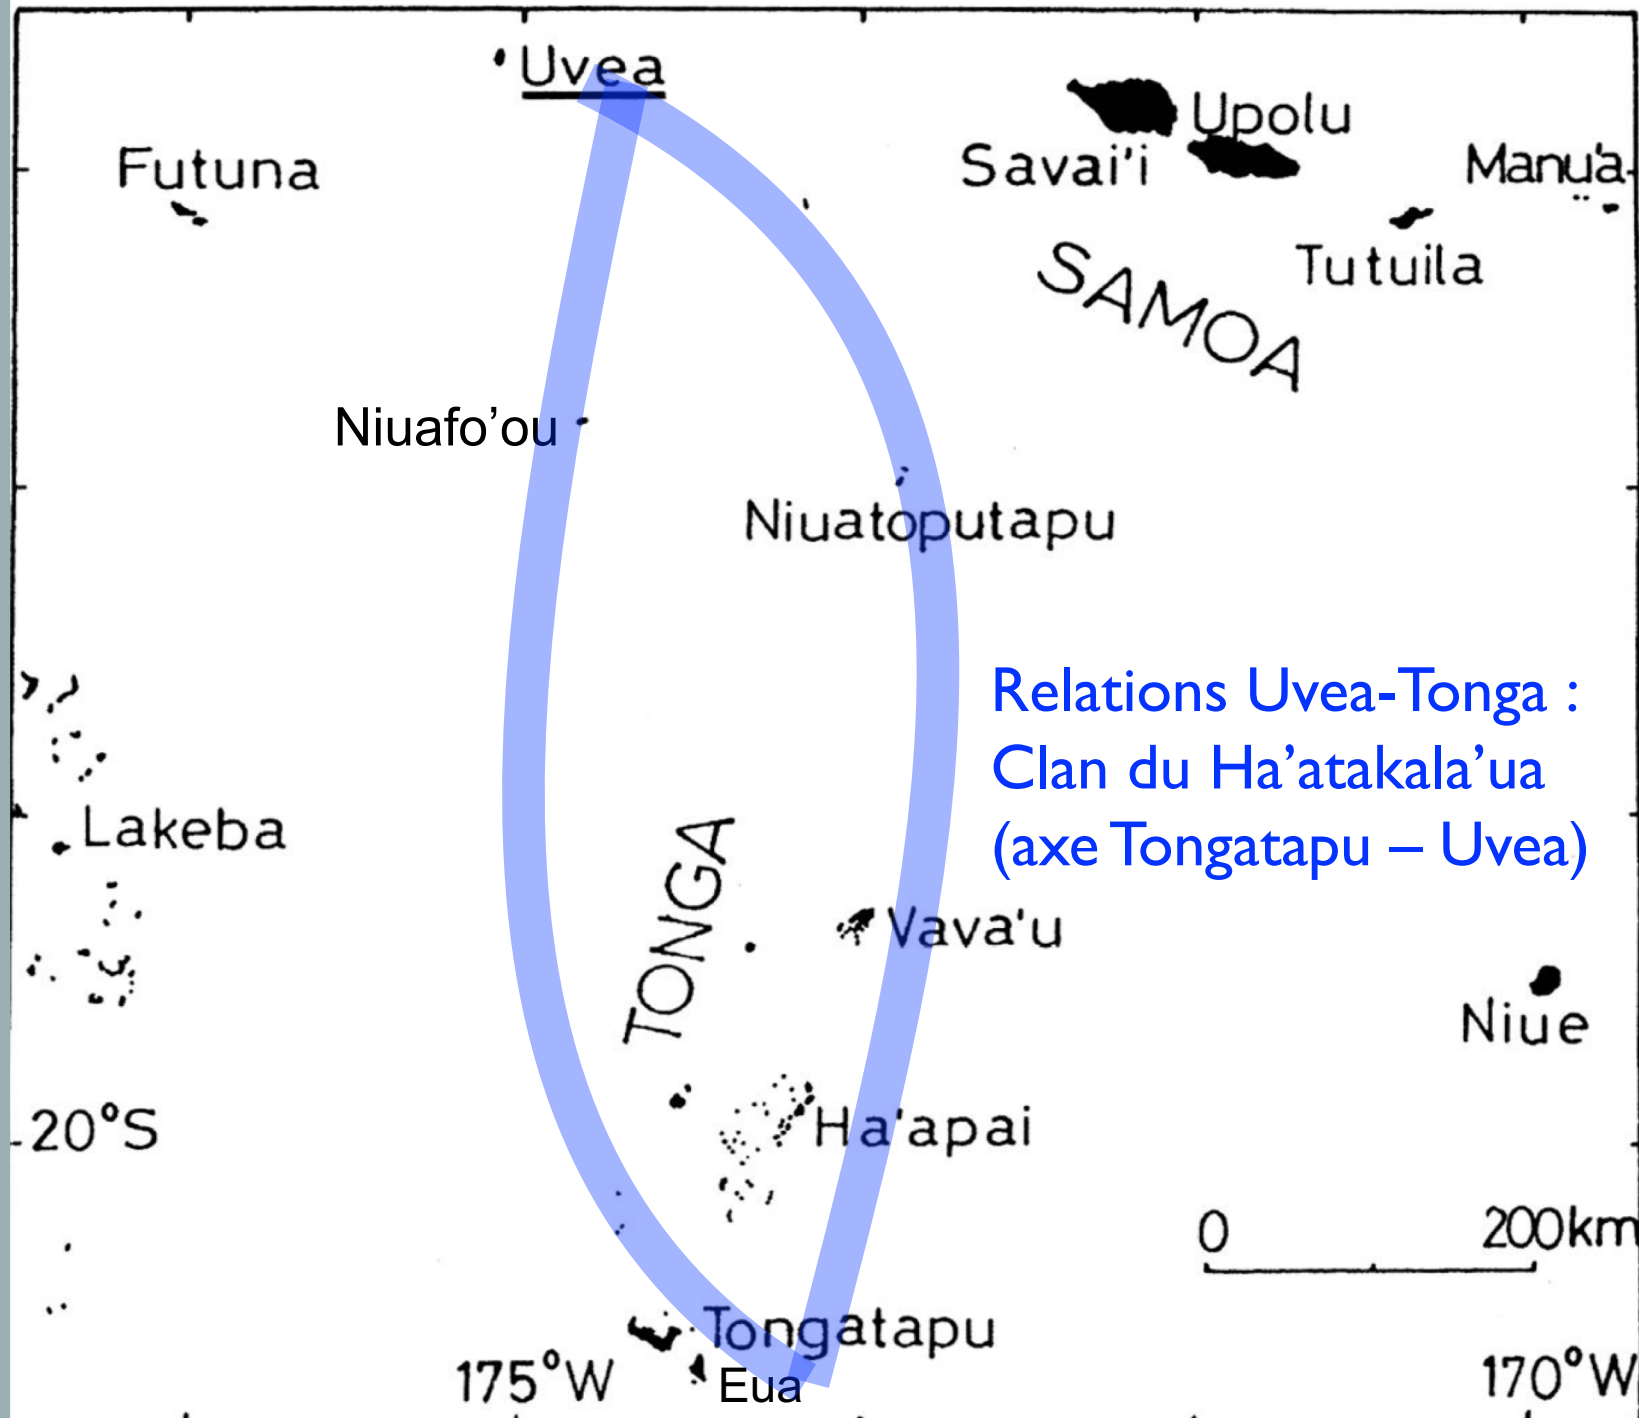 Uvea
Upolu
Savai'i
Manu'a
Futuna
Tutuila
SAMOA
Niuafo’ou
Niuatoputapu
Relations Uvea-Tonga :
Clan du Ha’atakala’ua
(axe Tongatapu – Uvea)
Lakeba
TONGA
Vava'u
Niue
20°S
Ha'apai
0 200km
Tongatapu
175°W
Eua
170°W